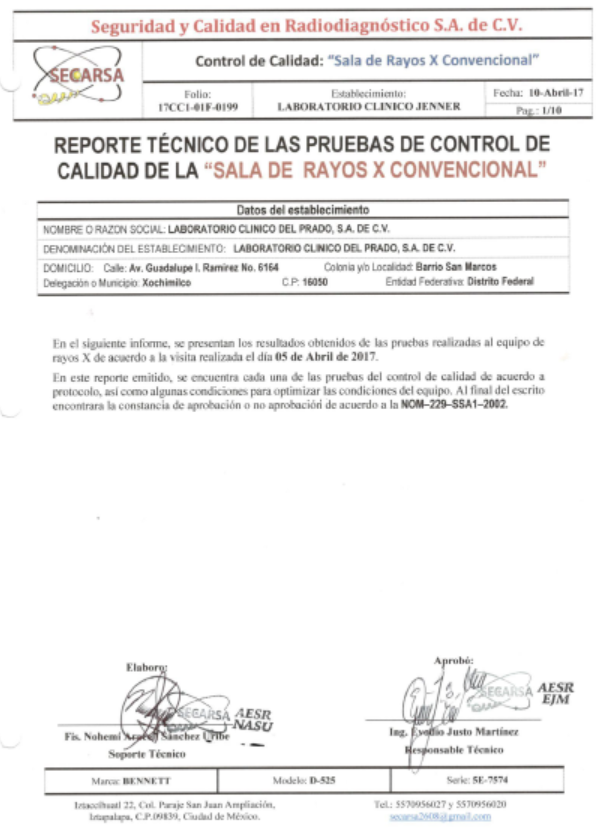 Seguridad y Calidad en Radiodiagnóstico S.A. de C.V.
SECARSA
Control de Calidad: "Sala de Rayos X Convencional"
Folio:
17CC1-01F-0199
Establecimiento:
LABORATORIO CLINICO JENNER
Fecha: 10-Abril-17
Pag.: 1/10
REPORTE TÉCNICO DE LAS PRUEBAS DE CONTROL DE
CALIDAD DE LA "SALA DE RAYOS X CONVENCIONAL"
Datos del establecimiento
NOMBRE O RAZON SOCIAL: LABORATORIO CLINICO DEL PRADO, S.A. DE C.V.
DENOMINACIÓN DEL ESTABLECIMIENTO: LABORATORIO CLINICO DEL PRADO, S.A. DE C.V.
DOMICILIO: Calle: Av. Guadalupe I. Ramirez No. 6164 Colonia y/o Localidad: Barrio San Marcos
Delegación o Municipio: Xochimilco C.P: 16050 Entidad Federativa: Distrito Federal
En el siguiente informe, se presentan los resultados obtenidos de las pruebas realizadas al equipo de
rayos X de acuerdo a la visita realizada el día 05 de Abril de 2017.
En este reporte emitido, se encuentra cada una de las pruebas del control de calidad de acuerdo a
protocolo, así como algunas condiciones para optimizar las condiciones del equipo. Al final del escrito
encontrara la constancia de aprobación o no aprobación de acuerdo a la NOM–229–SSA1–2002.
Elaboro:
SECARSA
AESR
NASU
Fis. Nohemi Araceli Sánchez Uribe
Soporte Técnico
Aprobó:
SECARSA
AESR
EJM
Ing. Evodio Justo Martínez
Responsable Técnico
Marca: BENNETT
Modelo: D-525
Serie: 5E-7574
Iztaccihuatl 22, Col. Paraje San Juan Ampliación,
Iztapalapa, C.P.09839, Ciudad de México.
Tel.: 5570956027 y 5570956020
secarsa2608@gmail.com